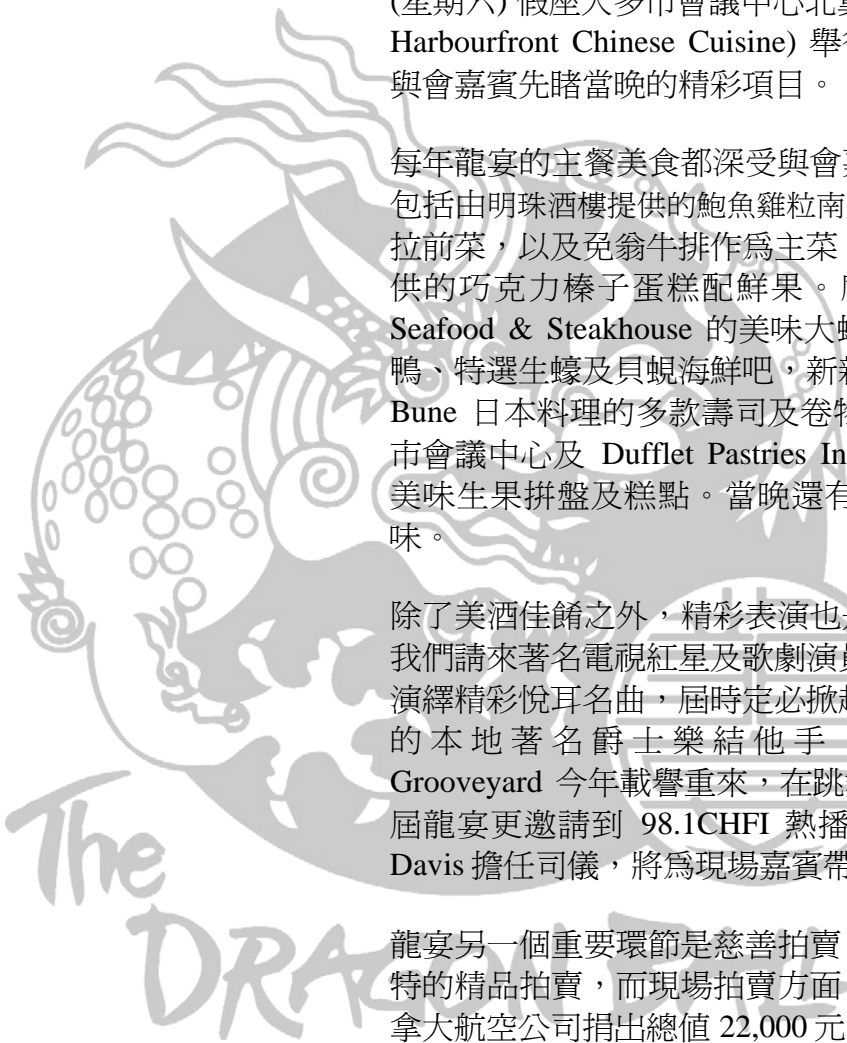 (星期六) 假座大多市會議中心北翼
Harbourfront Chinese Cuisine) 舉行
與會嘉賓先睹當晚的精彩項目。
每年龍宴的主餐美食都深受與會嘉
包括由明珠酒樓提供的鮑魚雞粒南
拉前菜，以及免翁牛排作為主菜
供的巧克力榛子蛋糕配鮮果。
Seafood & Steakhouse 的美味大
鴨、特選生蠔及貝蜆海鮮吧，新
Bune 日本料理的多款壽司及卷物
市會議中心及 Dufflet Pastries In
美味生果拼盤及糕點。當晚還有
味。
除了美酒佳餚之外，精彩表演也
我們請來著名電視紅星及歌劇演員
演繹精彩悅耳名曲，屆時定必掀起
的本地著名爵士樂結他手
Grooveyard 今年載譽重來，在跳
屆龍宴更邀請到 98.1CHFI 熱播
Davis 擔任司儀，將為現場嘉賓帶
龍宴另一個重要環節是慈善拍賣
特的精品拍賣，而現場拍賣方面
拿大航空公司捐出總值 22,000 元
The
DRAGON BALL